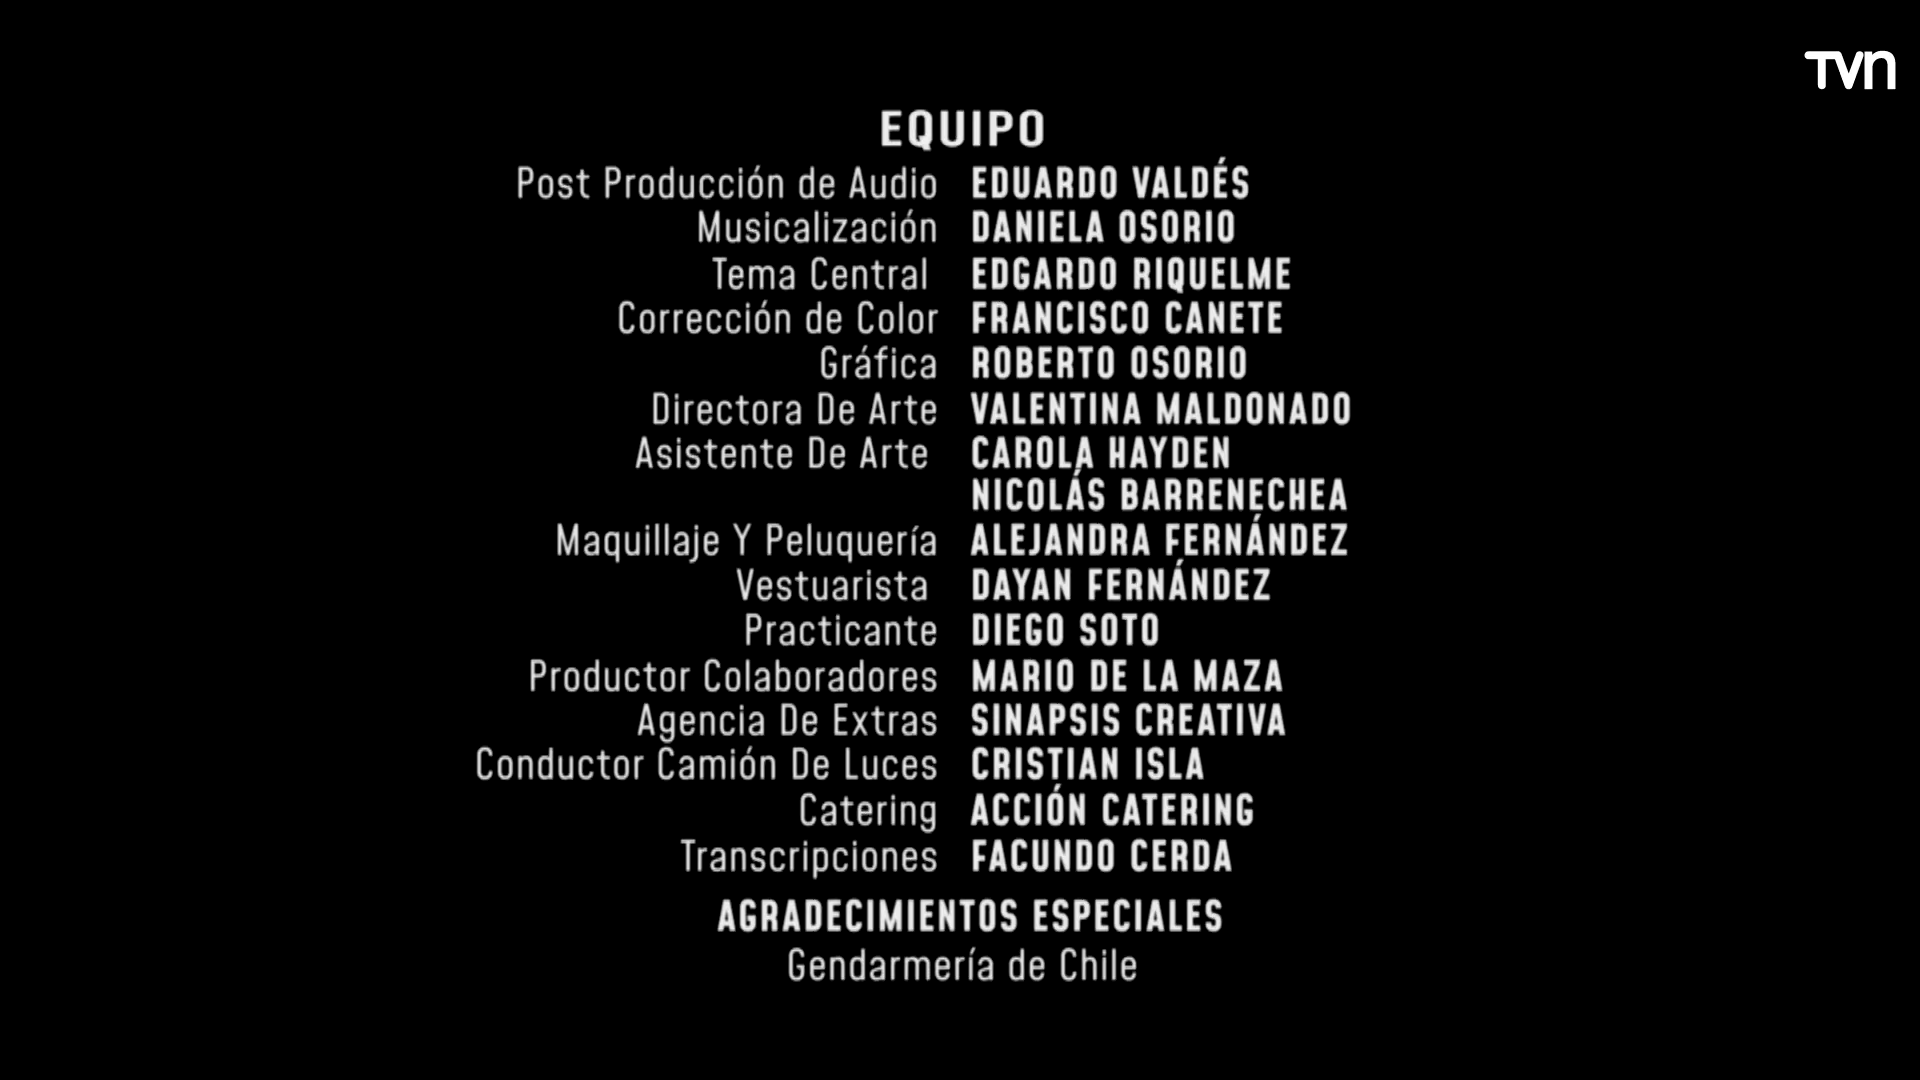 TVN
EQUIPO
Post Producción de Audio EDUARDO VALDÉS
Musicalización DANIELA OSORIO
Tema Central EDGARDO RIQUELME
Corrección de Color FRANCISCO CANETE
Gráfica ROBERTO OSORIO
Directora De Arte VALENTINA MALDONADO
Asistente De Arte CAROLA HAYDEN
NICOLÁS BARRENECHEA
Maquillaje Y Peluquería ALEJANDRA FERNÁNDEZ
Vestuarista DAYAN FERNÁNDEZ
Practicante DIEGO SOTO
Productor Colaboradores MARIO DE LA MAZA
Agencia De Extras SINAPSIS CREATIVA
Conductor Camión De Luces CRISTIAN ISLA
Catering ACCIÓN CATERING
Transcripciones FACUNDO CERDA
AGRADECIMIENTOS ESPECIALES
Gendarmería de Chile